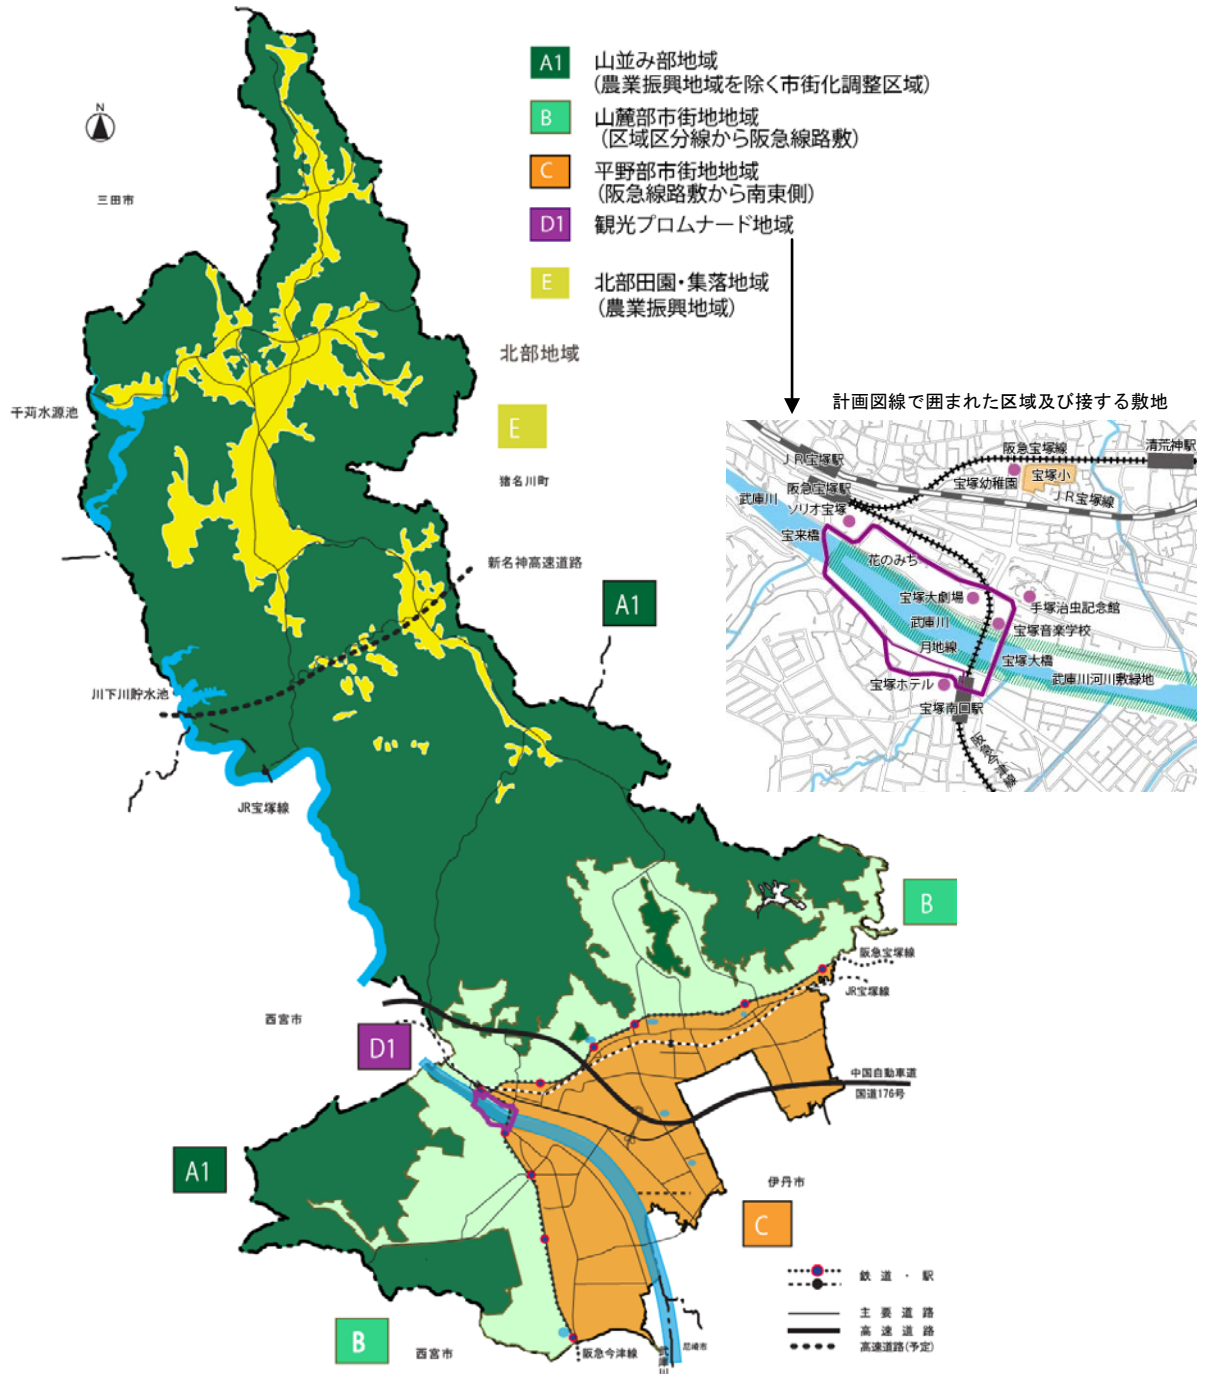 A1 山並み部地域
(農業振興地域を除く市街化調整区域)
B 山麓部市街地地域
(区域区分線から阪急線路敷)
C 平野部市街地地域
(阪急線路敷から南東側)
D1 観光プロムナード地域
E 北部田園・集落地域
(農業振興地域)
N
三田市
北部地域
千苅水源池
E
猪名川町
新名神高速道路
A1
川下川貯水池
JR宝塚線
計画図線で囲まれた区域及び接する敷地
JR宝塚駅
阪急宝塚線
清荒神駅
宝塚幼稚園
宝塚小
JR宝塚線
阪急宝塚駅
武庫川
ソリオ宝塚
宝来橋
花のみち
宝塚大劇場
手塚治虫記念館
武庫川
宝塚音楽学校
月地線
宝塚大橋
宝塚ホテル
武庫川河川敷緑地
宝塚南口駅
阪急今津線
B
阪急宝塚線
JR宝塚線
西宮市
D1
中国自動車道
国道176号
A1
伊丹市
C
B
西宮市
阪急今津線
武庫川
尼崎市
鉄道・駅
主要道路
高速道路
高速道路(予定)